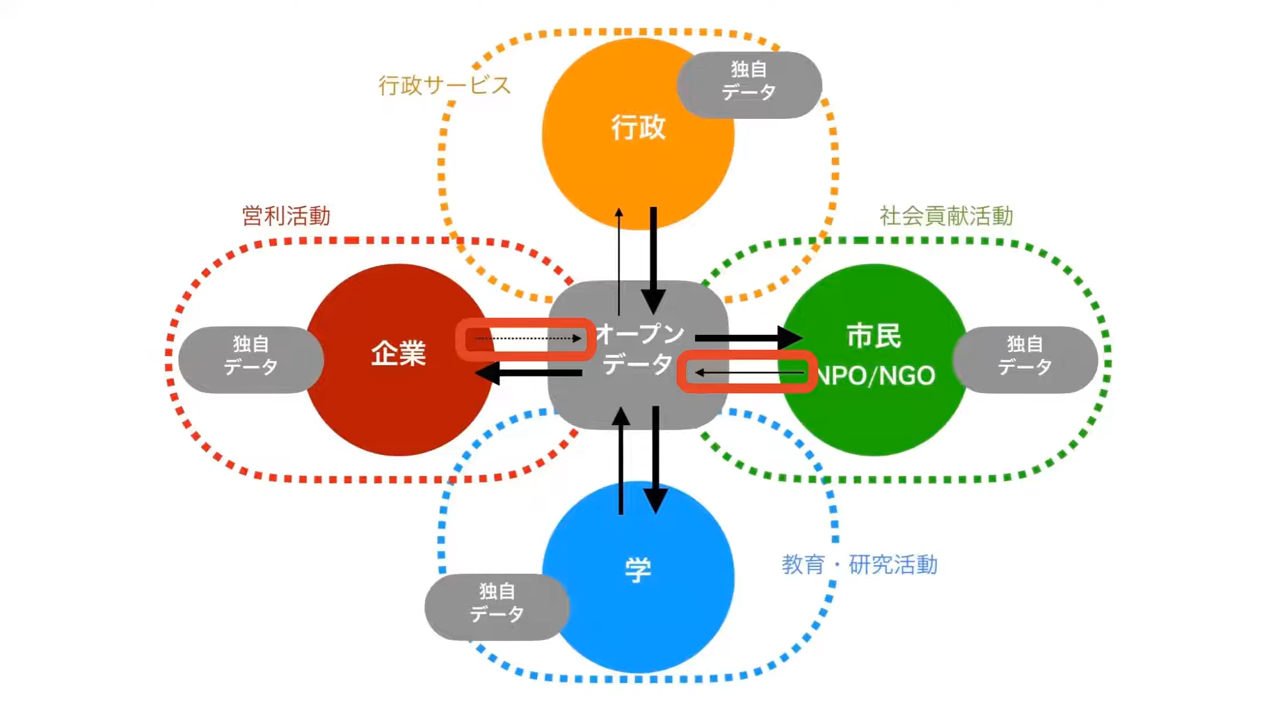 独自
データ
行政サービス
行政
営利活動
社会貢献活動
オープン
データ
企業
独自
データ
市民
NPO/NGO
独自
データ
学
教育・研究活動
独自
データ